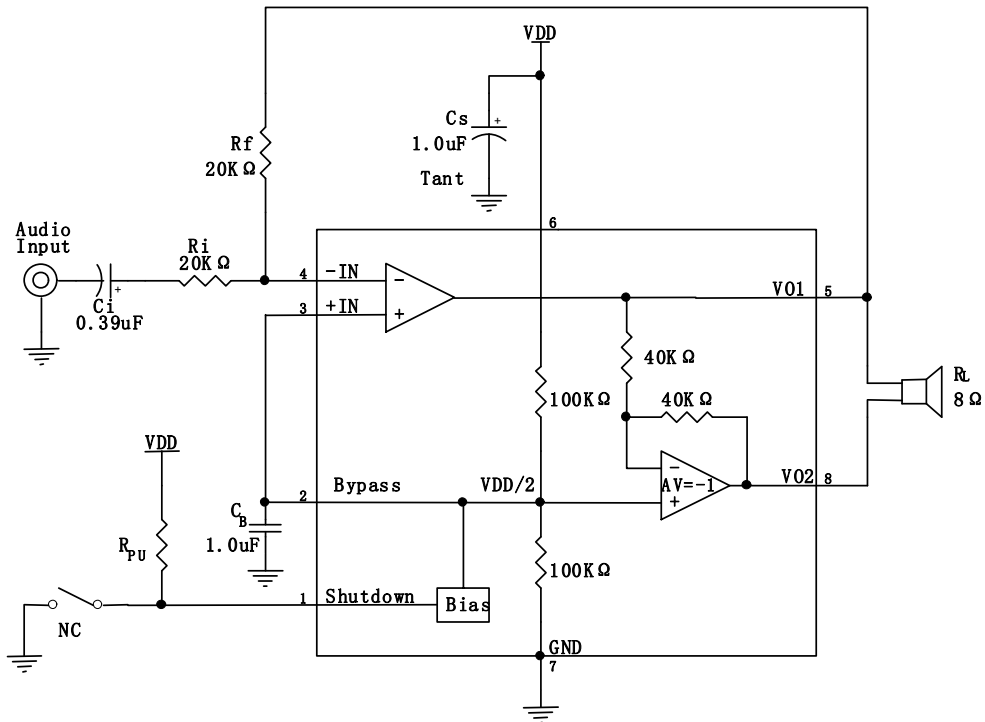 VDD
Cs
+
1.0uF
Tant
Rf
20KΩ
6
Audio
Input
Ri
20KΩ
+
Ci
0.39uF
4
-IN
3
+IN
-
+
VO1
5
40KΩ
40KΩ
100KΩ
RL
8Ω
VDD
2
Bypass
VDD/2
-
AV=-1
+
VO2
8
CB
1.0uF
RPU
100KΩ
1
Shutdown
Bias
NC
GND
7